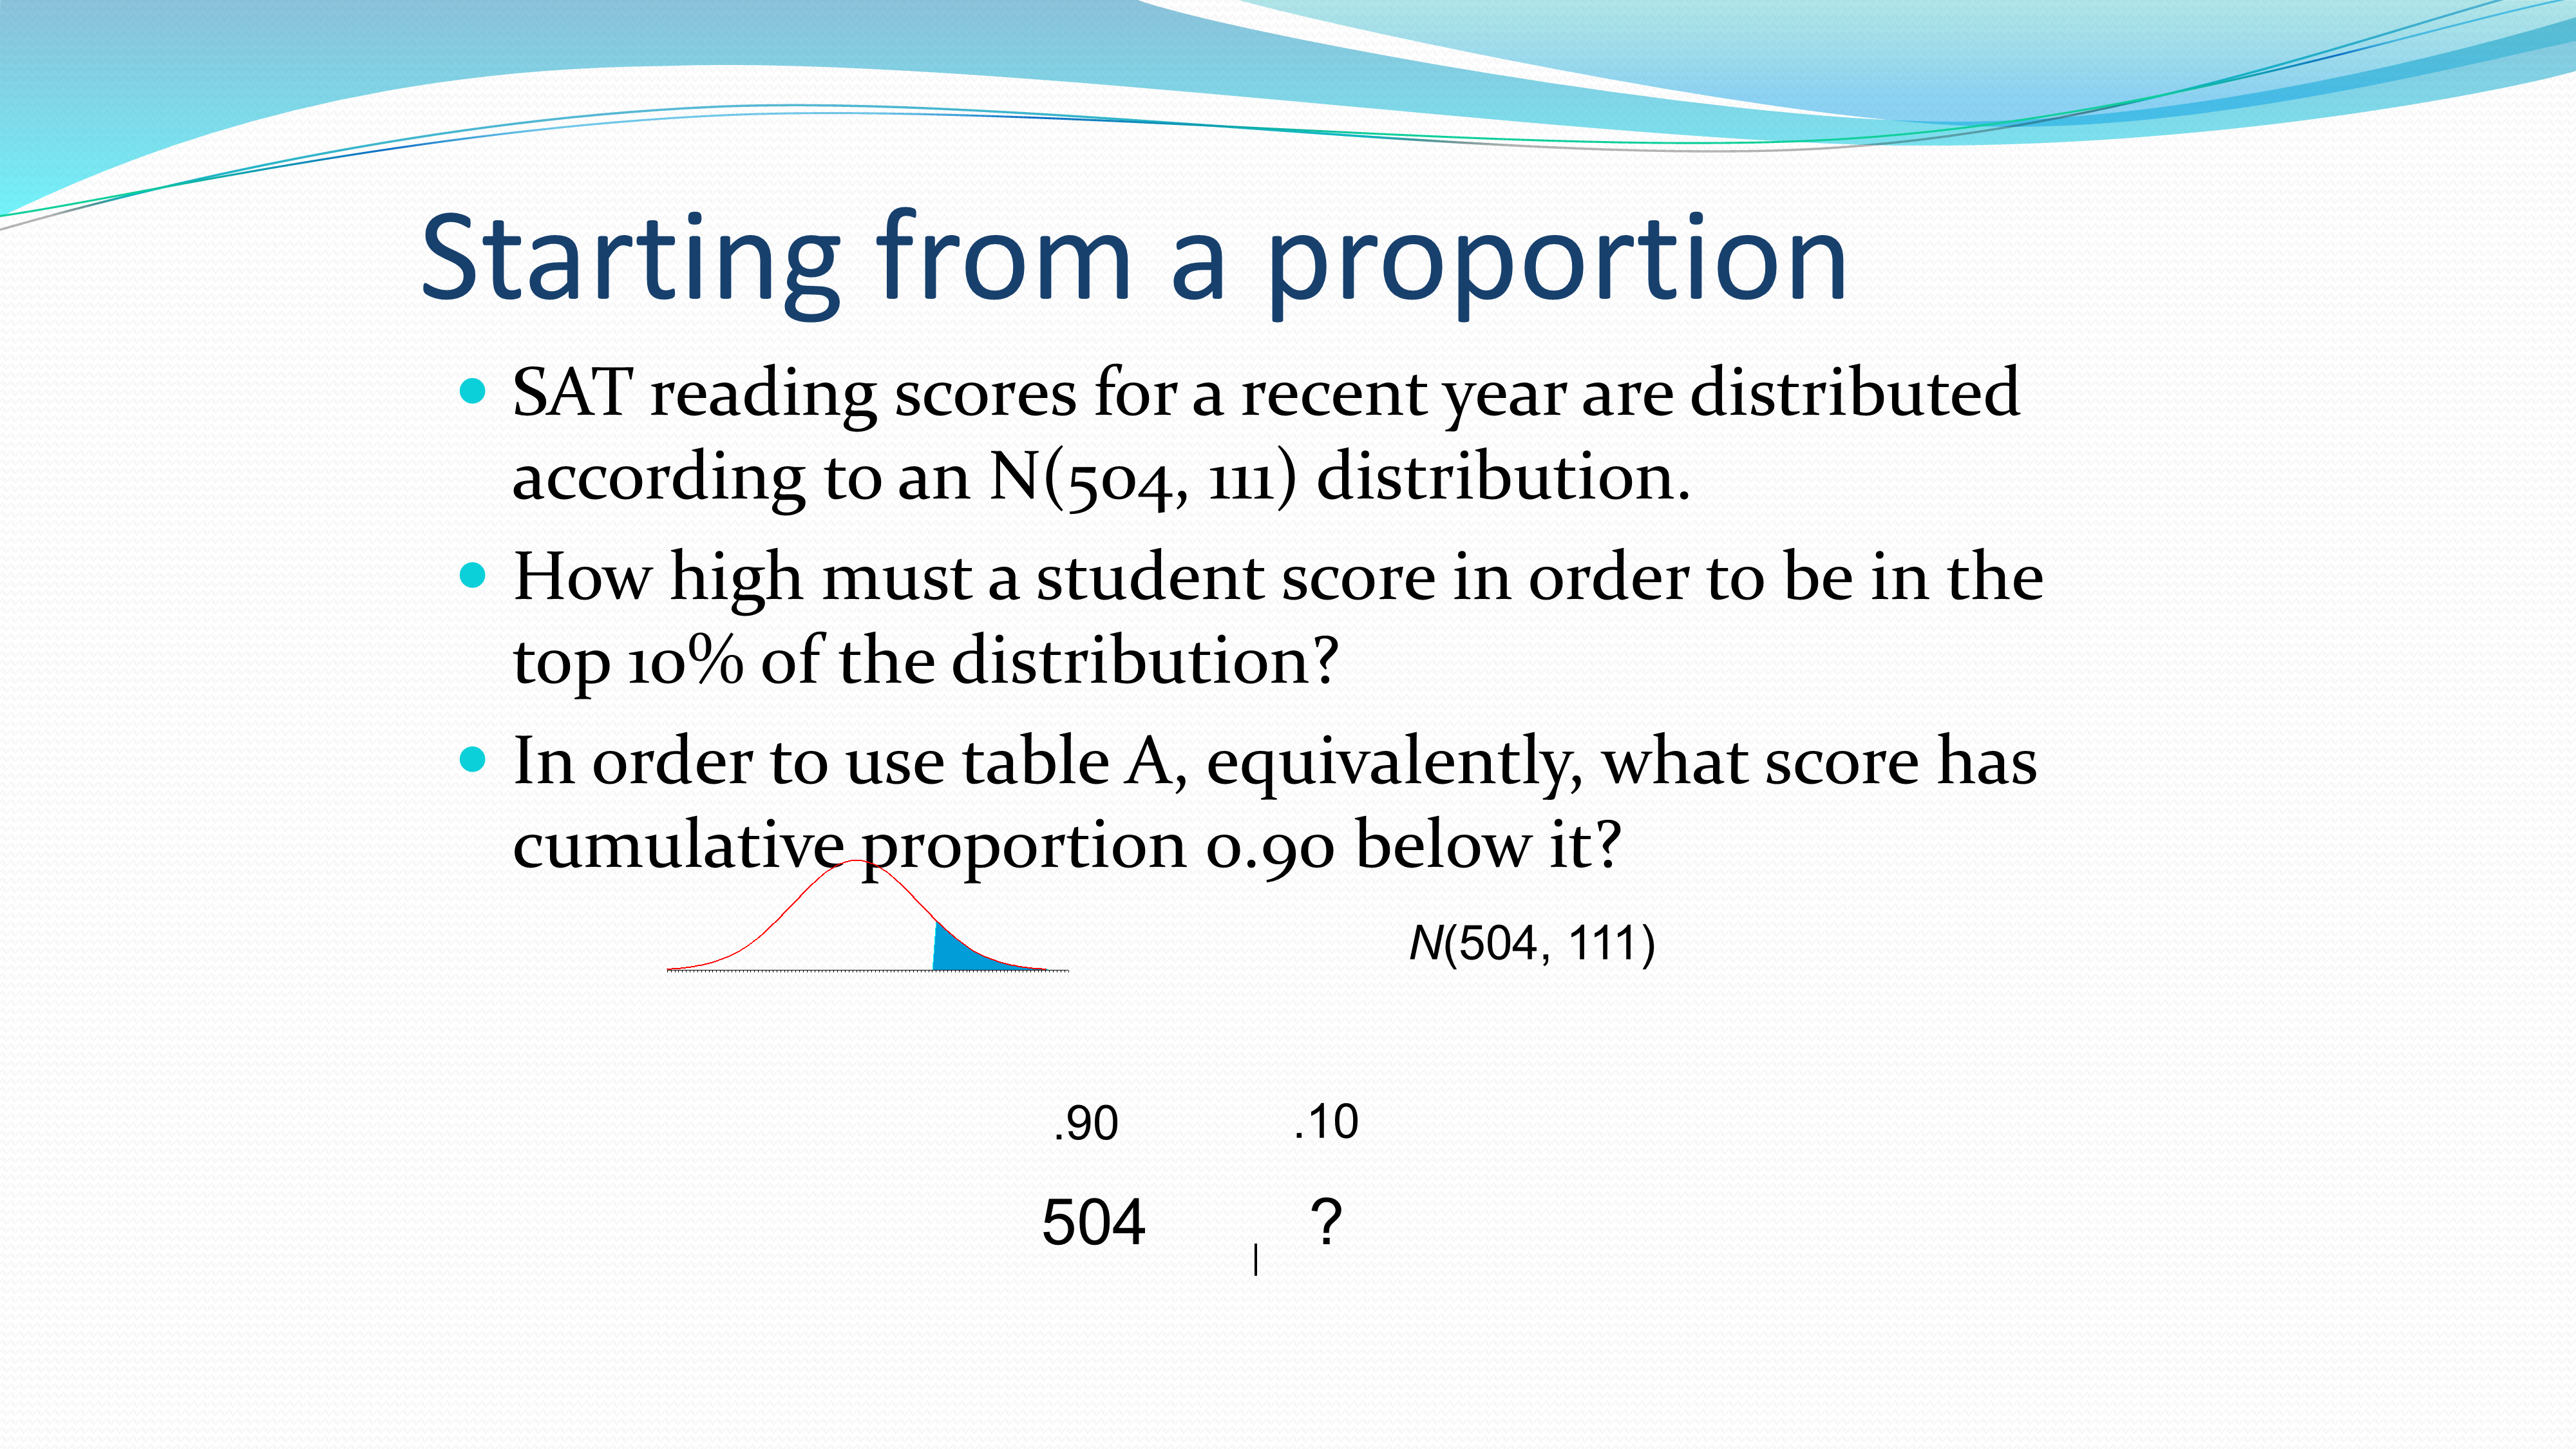 Starting from a proportion
SAT reading scores for a recent year are distributed
according to an N(504, 111) distribution.
How high must a student score in order to be in the
top 10% of the distribution?
In order to use table A, equivalently, what score has
cumulative proportion 0.90 below it?
N(504, 111)
.90 .10
504 ?